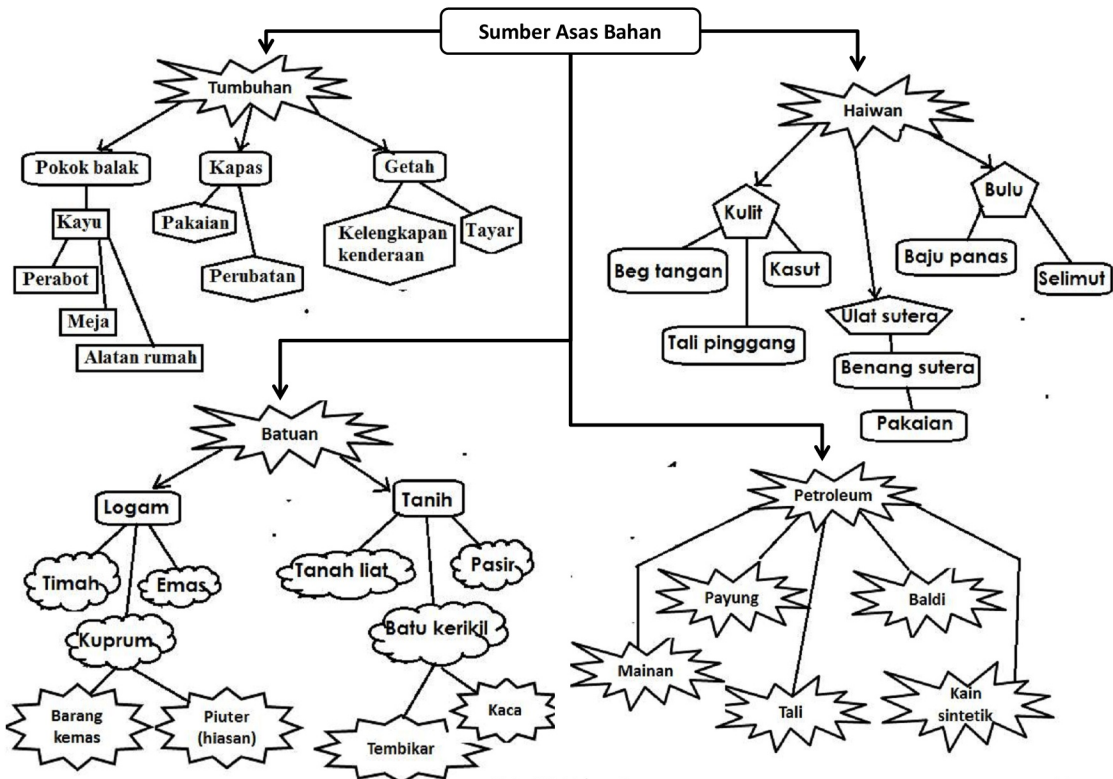 Sumber Asas Bahan
Tumbuhan
Pokok balak
Kayu
Perabot
Meja
Alatan rumah
Kapas
Pakaian
Perubatan
Getah
Kelengkapan
kenderaan
Tayar
Haiwan
Kulit
Beg tangan
Tali pinggang
Kasut
Ulat sutera
Benang sutera
Pakaian
Bulu
Baju panas
Selimut
Batuan
Logam
Timah
Emas
Kuprum
Barang
kemas
Piuter
(hiasan)
Tanih
Tanah liat
Pasir
Batu kerikil
Tembikar
Kaca
Petroleum
Mainan
Payung
Tali
Baldi
Kain
sintetik